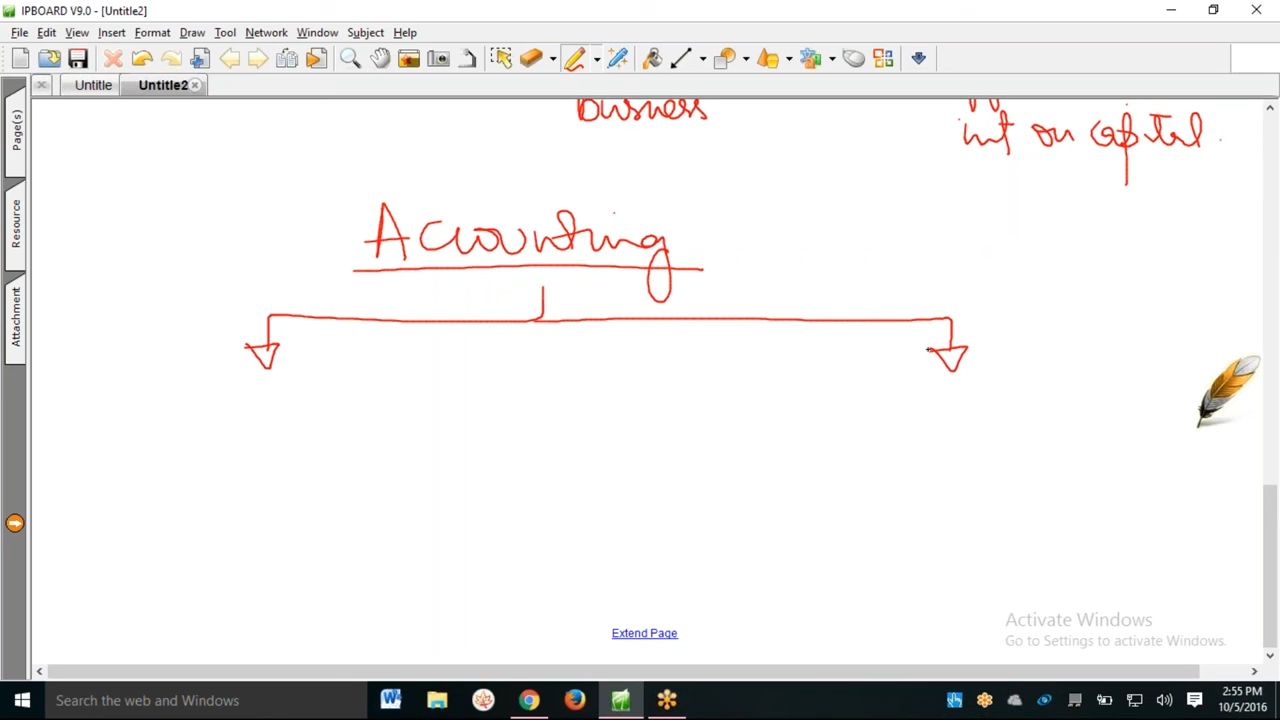 IPBOARD V9.0 - [Untitle2]
File Edit View Insert Format Draw Tool Network Window Subject Help
Untitle Untitle2
Page(s)
Resource
Attachment
business
int on capital
Accounting
Extend Page
Activate Windows
Go to Settings to activate Windows.
Search the web and Windows
2:55 PM
10/5/2016